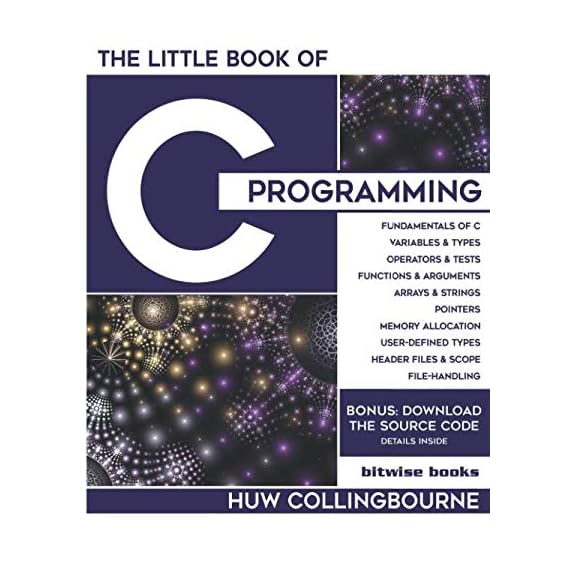 THE LITTLE BOOK OF
C
PROGRAMMING
FUNDAMENTALS OF C
VARIABLES & TYPES
OPERATORS & TESTS
FUNCTIONS & ARGUMENTS
ARRAYS & STRINGS
POINTERS
MEMORY ALLOCATION
USER-DEFINED TYPES
HEADER FILES & SCOPE
FILE-HANDLING
BONUS: DOWNLOAD
THE SOURCE CODE
DETAILS INSIDE
bitwise books
HUW COLLINGBOURNE